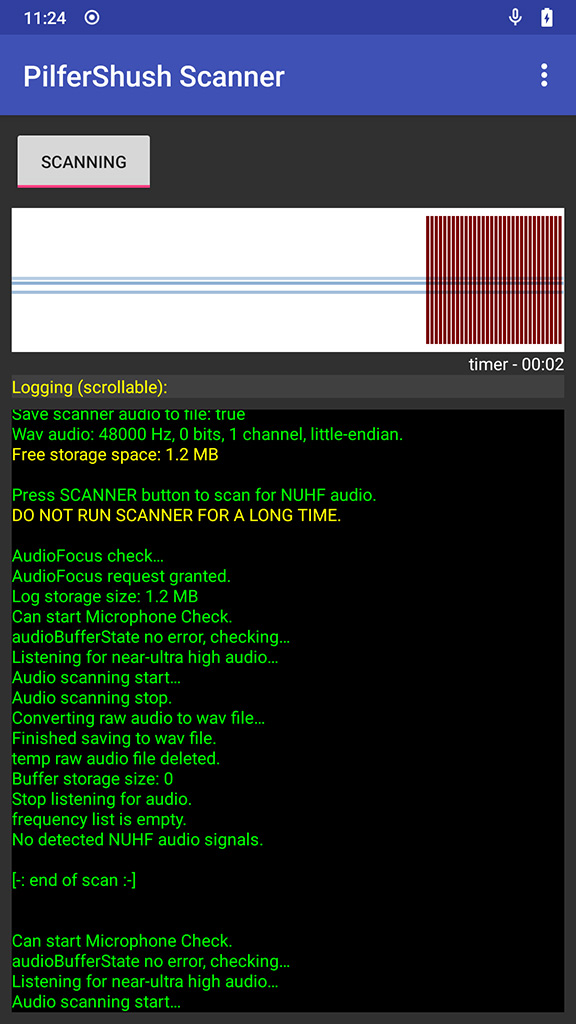 11:24
PilferShush Scanner
SCANNING
timer - 00:02
Logging (scrollable):
Save scanner audio to file: true
Wav audio: 48000 Hz, 0 bits, 1 channel, little-endian.
Free storage space: 1.2 MB
Press SCANNER button to scan for NUHF audio.
DO NOT RUN SCANNER FOR A LONG TIME.
AudioFocus check…
AudioFocus request granted.
Log storage size: 1.2 MB
Can start Microphone Check.
audioBufferState no error, checking…
Listening for near-ultra high audio…
Audio scanning start…
Audio scanning stop.
Converting raw audio to wav file…
Finished saving to wav file.
temp raw audio file deleted.
Buffer storage size: 0
Stop listening for audio.
frequency list is empty.
No detected NUHF audio signals.
[-: end of scan :-]
Can start Microphone Check.
audioBufferState no error, checking…
Listening for near-ultra high audio…
Audio scanning start…